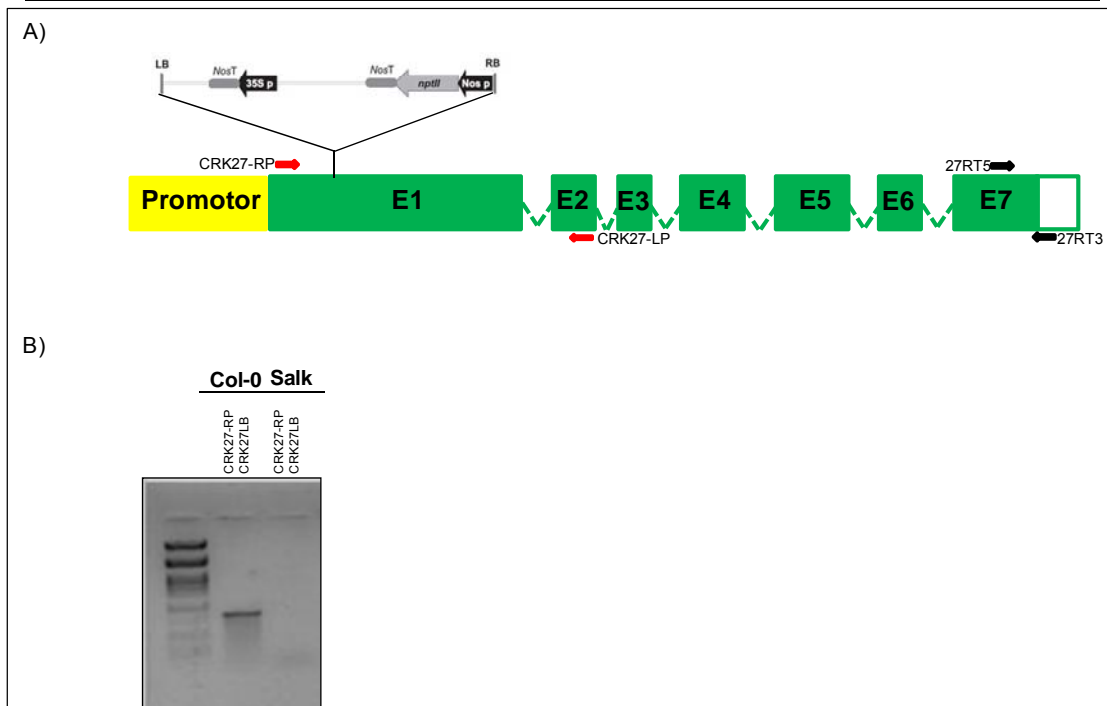 A)
LB
NosT
35S p
NosT
nptII
Nos p
RB
CRK27-RP
27RT5
Promotor
E1
E2
E3
E4
E5
E6
E7
CRK27-LP
27RT3
B)
Col-0 Salk
CRK27-RP
CRK27LB
CRK27-RP
CRK27LB